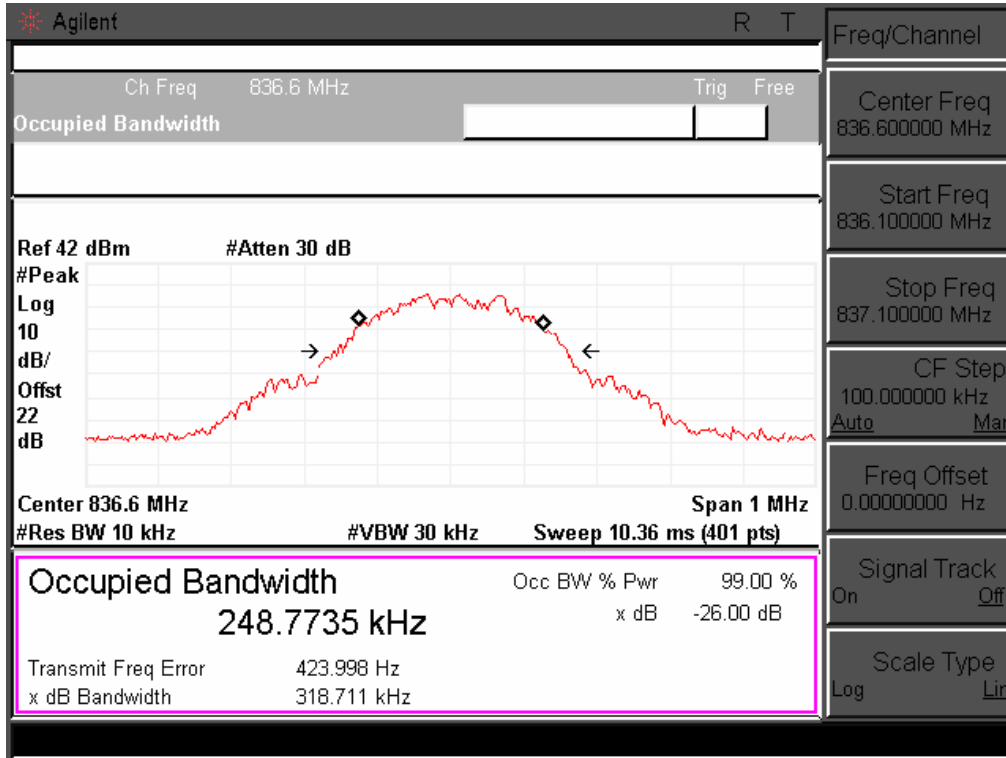 Agilent R T
Freq/Channel
Ch Freq 836.6 MHz Trig Free
Occupied Bandwidth
Center Freq
836.600000 MHz
Start Freq
836.100000 MHz
Stop Freq
837.100000 MHz
CF Step
100.000000 kHz
Auto Man
Freq Offset
0.00000000 Hz
Signal Track
On Off
Scale Type
Log Lin
Ref 42 dBm #Atten 30 dB
#Peak
Log
10
dB/
Offst
22
dB
Center 836.6 MHz Span 1 MHz
#Res BW 10 kHz #VBW 30 kHz Sweep 10.36 ms (401 pts)
Occupied Bandwidth Occ BW % Pwr 99.00 %
248.7735 kHz x dB -26.00 dB
Transmit Freq Error 423.998 Hz
x dB Bandwidth 318.711 kHz